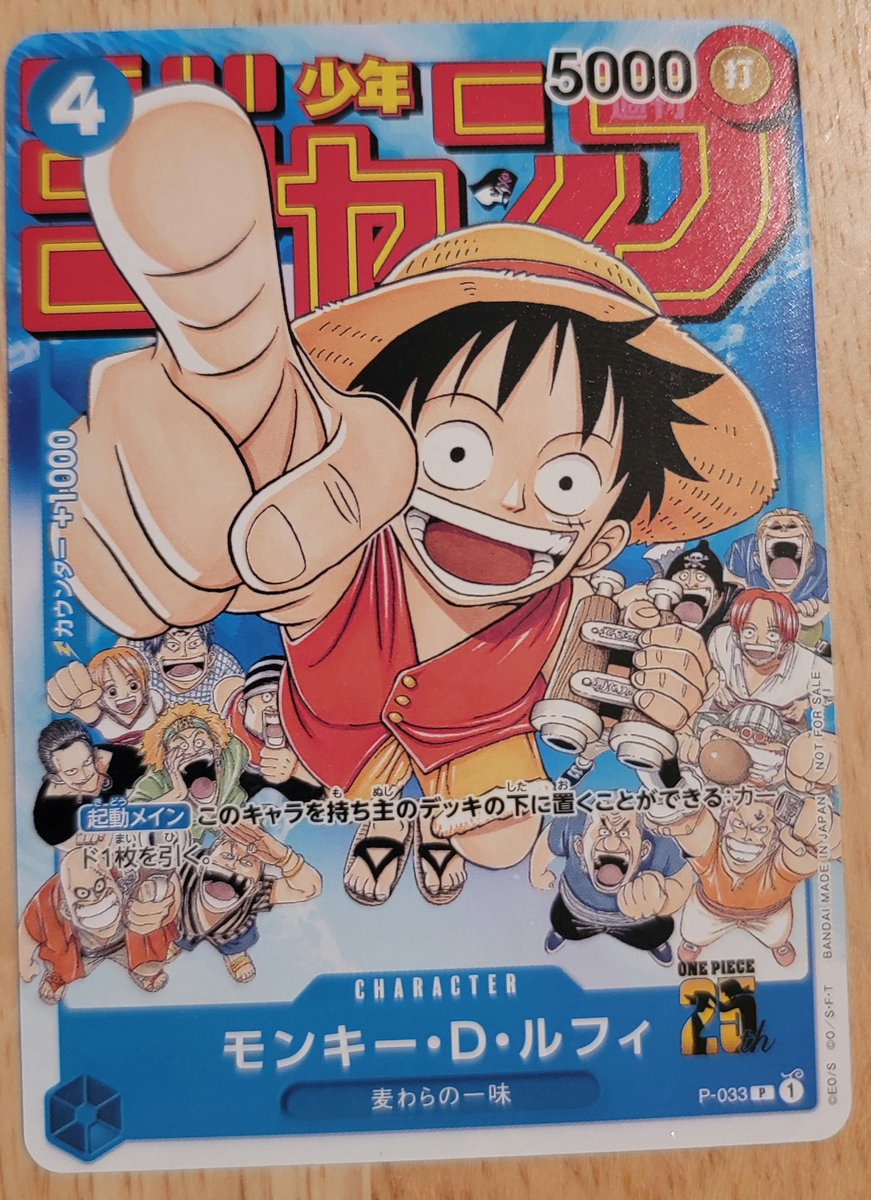 4
少年
5000
打
週刊
ジャンプ
カウンター +1000
起動メイン このキャラを持ち主のデッキの下に置くことができる:カー
ド1枚を引く。
BANDAI MADE IN JAPAN NOT FOR SALE
©E0/S ©O/S・F・T
CHARACTER
ONE PIECE
25th
モンキー・D・ルフィ
麦わらの一味
P-033 P 1